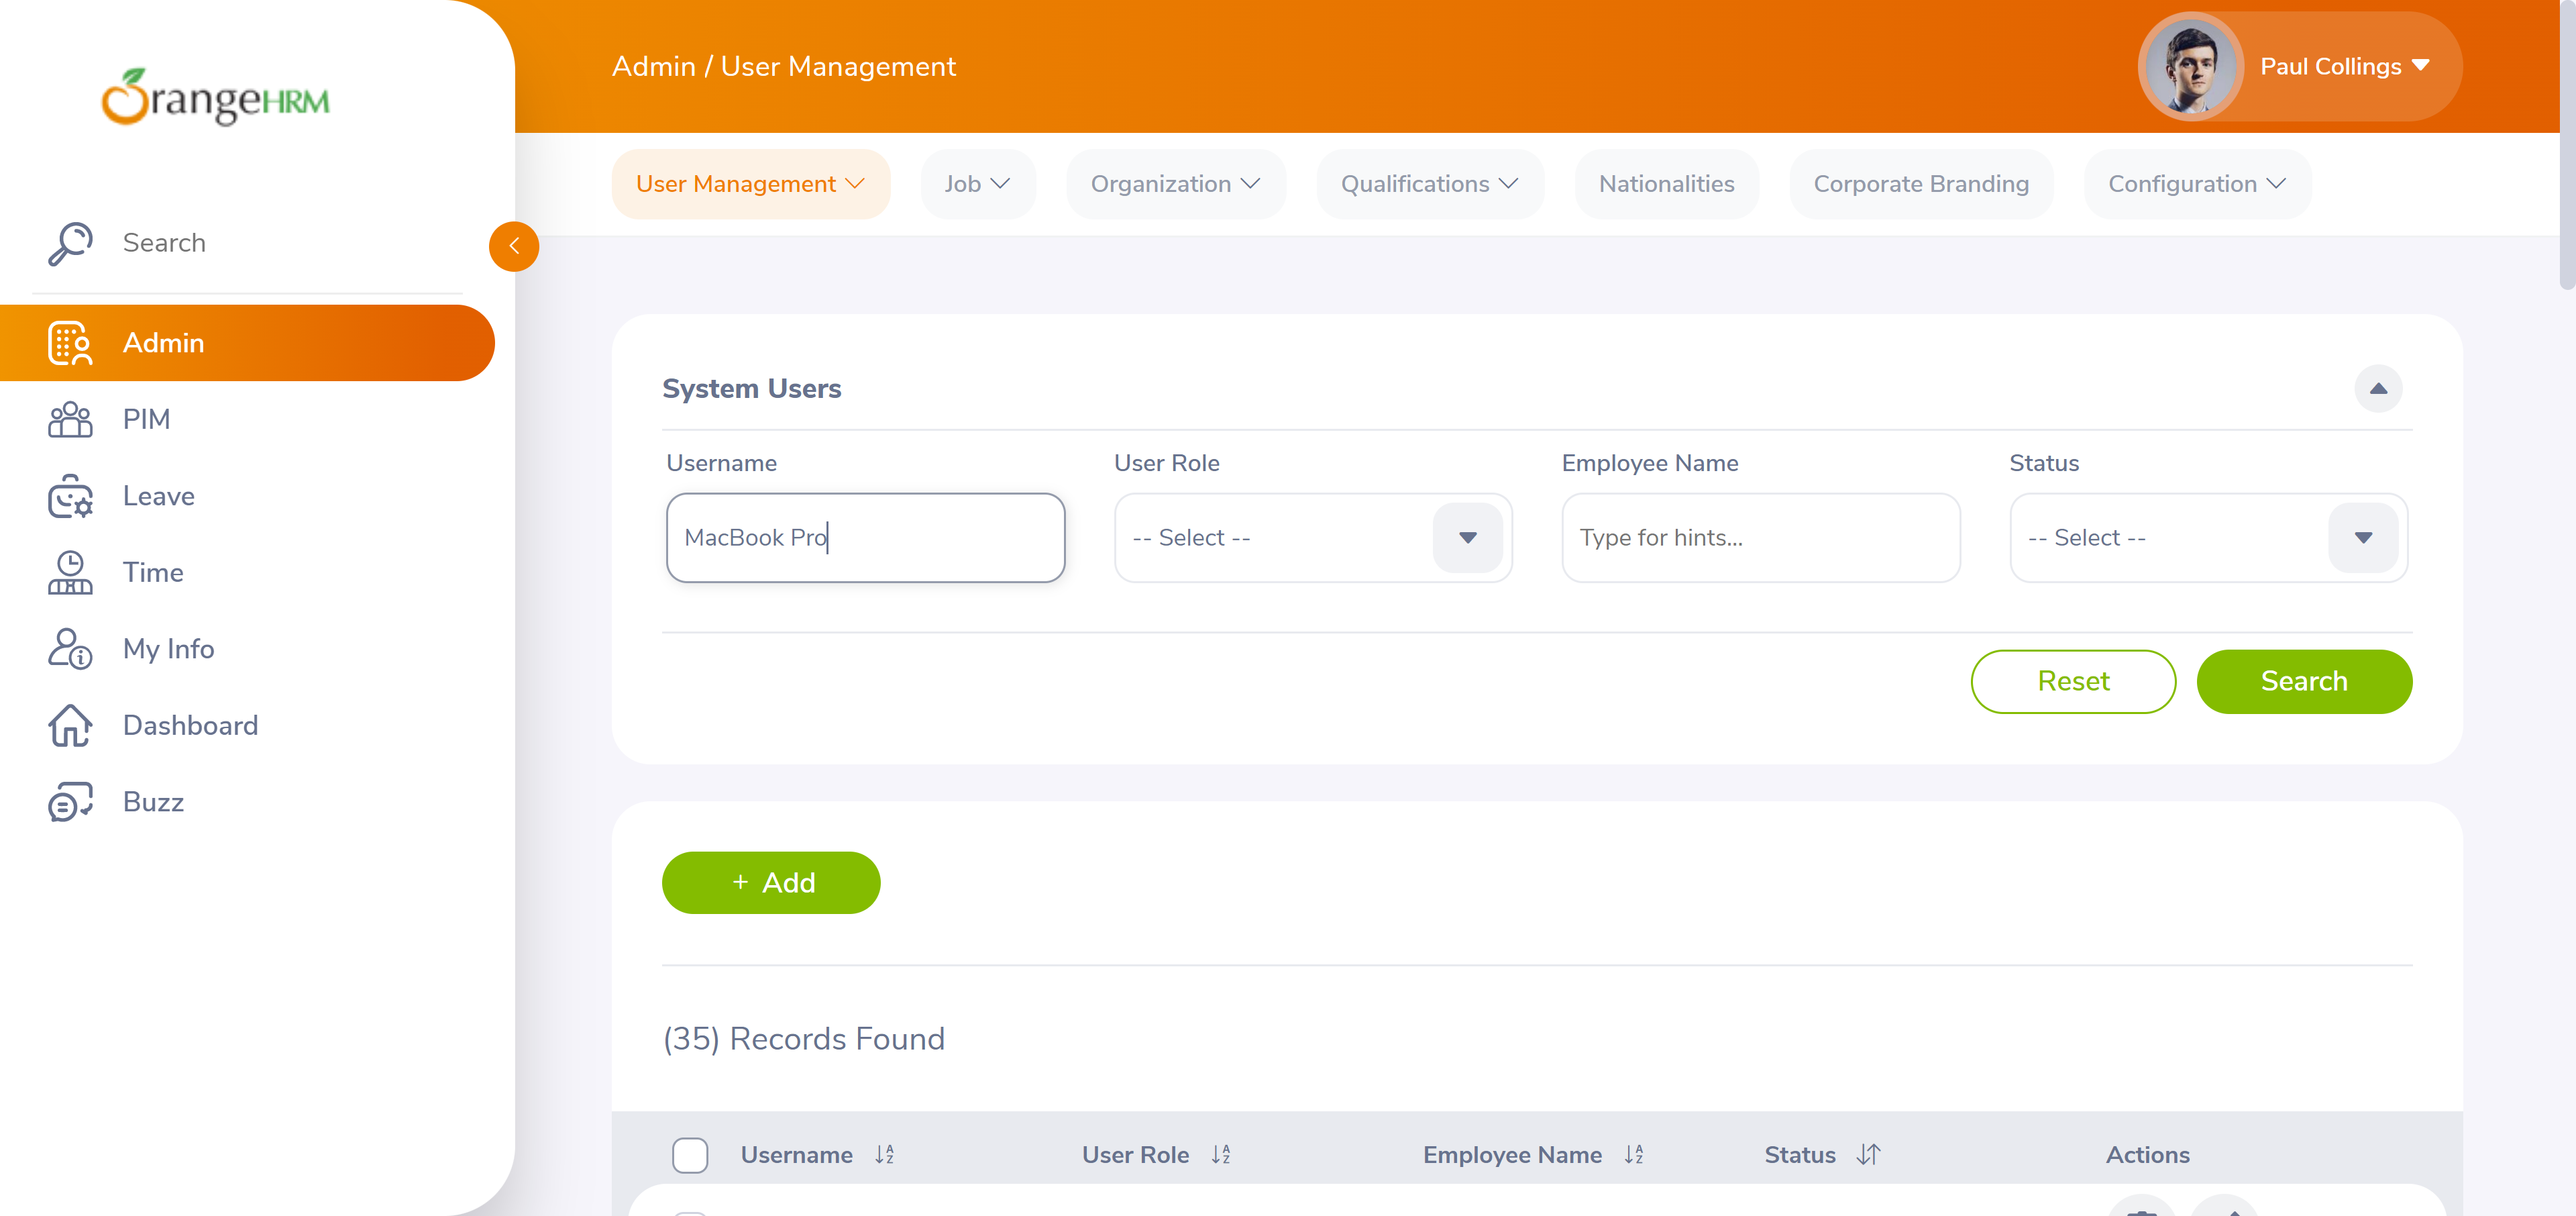 OrangeHRM
Admin / User Management
Paul Collings
Search
Admin
PIM
Leave
Time
My Info
Dashboard
Buzz
User Management
Job
Organization
Qualifications
Nationalities
Corporate Branding
Configuration
System Users
Username
User Role
Employee Name
Status
MacBook Pro
-- Select --
Type for hints...
-- Select --
Reset
Search
+ Add
(35) Records Found
Username
User Role
Employee Name
Status
Actions